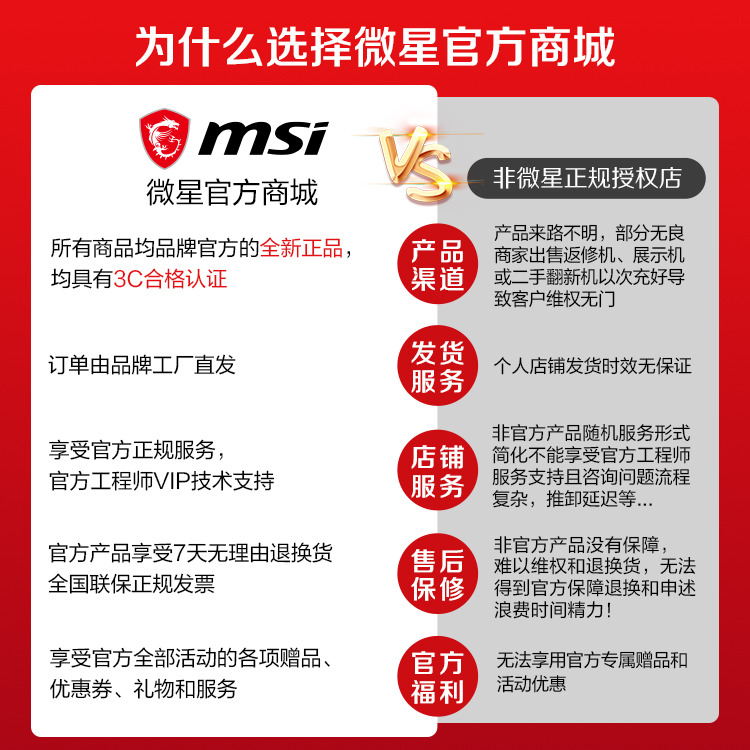 为什么选择微星官方商城
msi
微星官方商城
VS
非微星正规授权店
所有商品均品牌官方的全新正品，
均具有3C合格认证
产品
渠道
产品来路不明，部分无良
商家出售返修机、展示机
或二手翻新机以次充好导
致客户维权无门
订单由品牌工厂直发
发货
服务
个人店铺发货时效无保证
享受官方正规服务，
官方工程师VIP技术支持
店铺
服务
非官方产品随机服务形式
简化不能享受官方工程师
服务支持且咨询问题流程
复杂，推卸延迟等...
官方产品享受7天无理由退换货
全国联保正规发票
售后
保修
非官方产品没有保障，
难以维权和退换货，无法
得到官方保障退换和申述
浪费时间精力！
享受官方全部活动的各项赠品、
优惠券、礼物和服务
官方
福利
无法享用官方专属赠品和
活动优惠